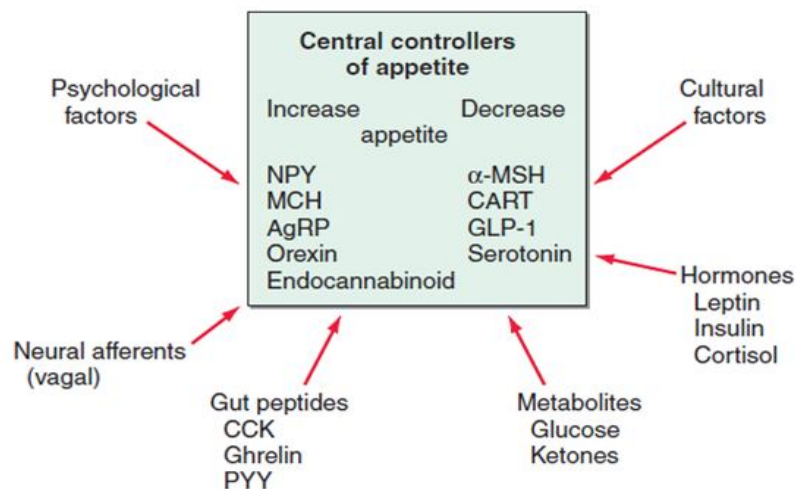 Central controllers
of appetite
Psychological
factors
Cultural
factors
Increase Decrease
appetite
NPY α-MSH
MCH CART
AgRP GLP-1
Orexin Serotonin
Endocannabinoid
Hormones
Leptin
Insulin
Cortisol
Neural afferents
(vagal)
Gut peptides
CCK
Ghrelin
PYY
Metabolites
Glucose
Ketones